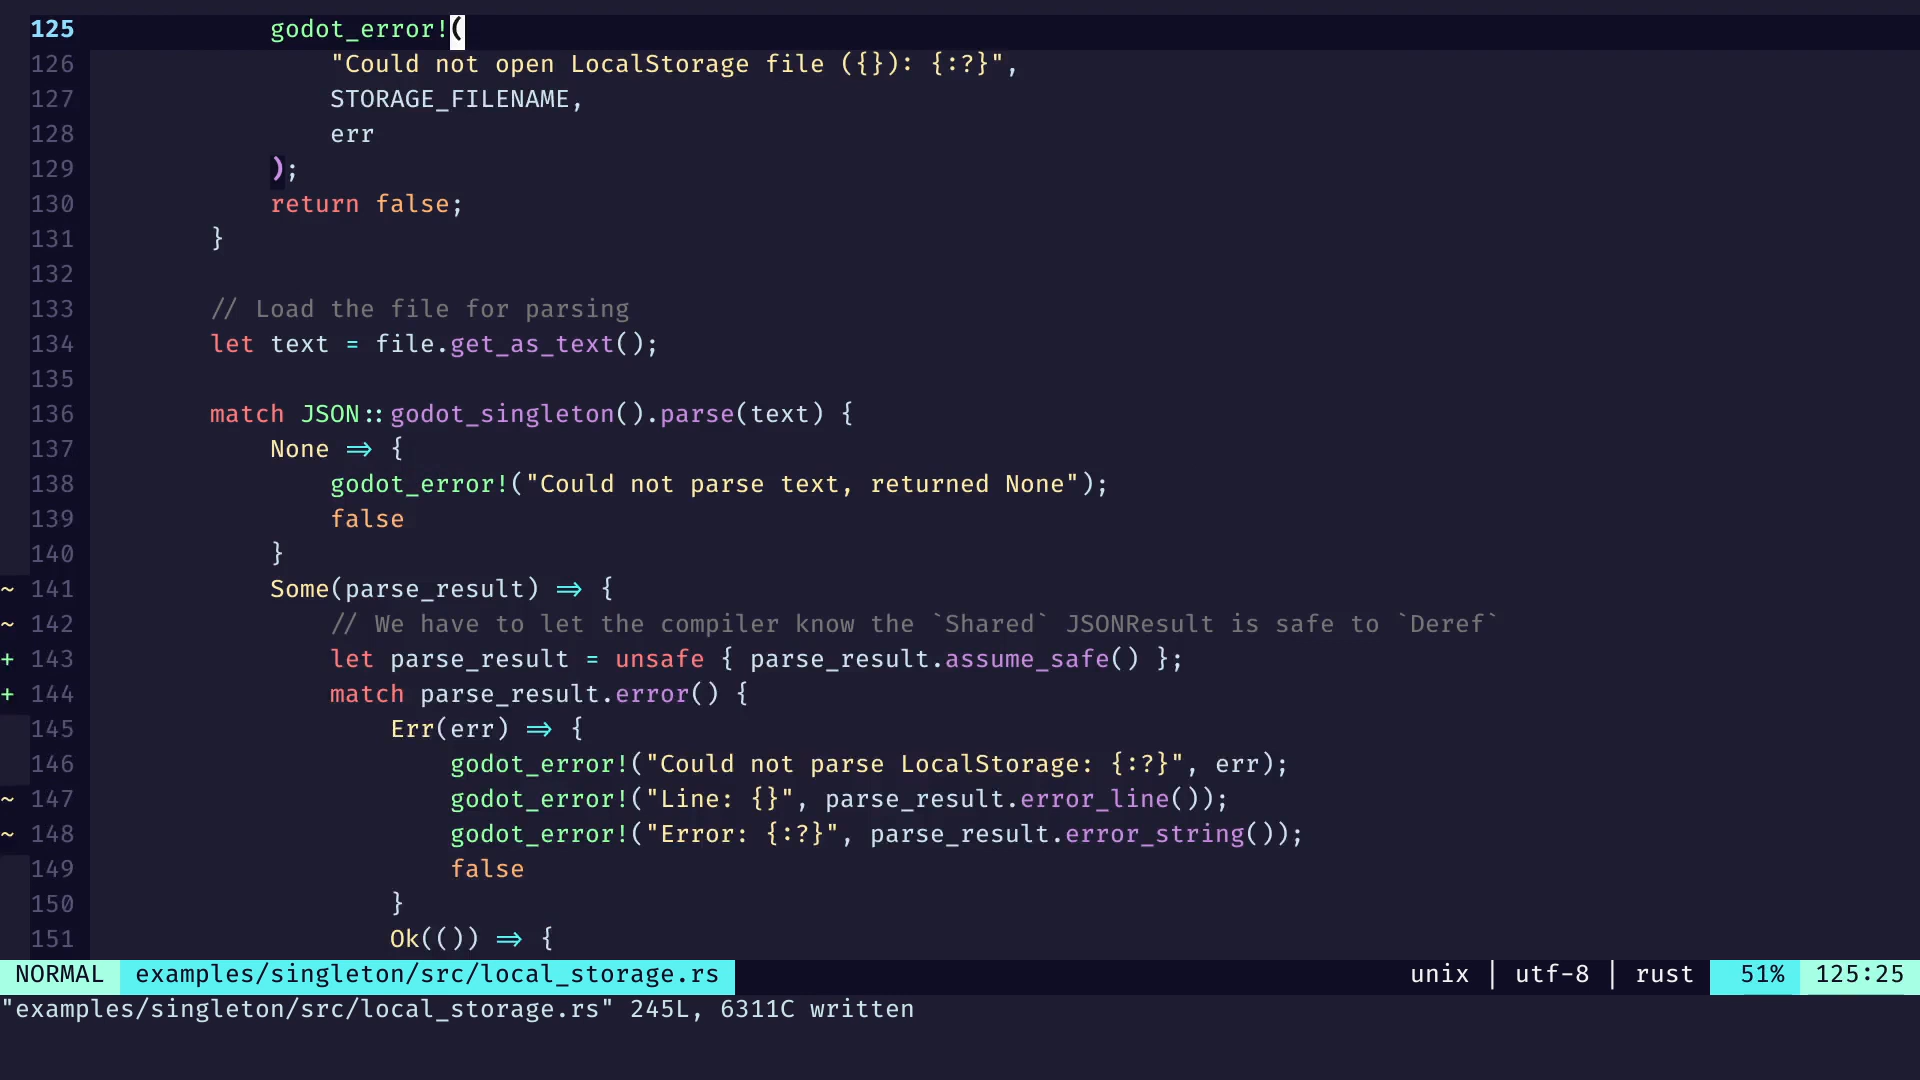 125             godot_error!(
126                 "Could not open LocalStorage file ({}): {:?}",
127                 STORAGE_FILENAME,
128                 err
129             );
130             return false;
131         }
132
133         // Load the file for parsing
134         let text = file.get_as_text();
135
136         match JSON::godot_singleton().parse(text) {
137             None => {
138                 godot_error!("Could not parse text, returned None");
139                 false
140             }
~ 141             Some(parse_result) => {
~ 142                 // We have to let the compiler know the `Shared` JSONResult is safe to `Deref`
+ 143                 let parse_result = unsafe { parse_result.assume_safe() };
+ 144                 match parse_result.error() {
145                     Err(err) => {
146                         godot_error!("Could not parse LocalStorage: {:?}", err);
~ 147                         godot_error!("Line: {}", parse_result.error_line());
~ 148                         godot_error!("Error: {:?}", parse_result.error_string());
149                         false
150                     }
151                     Ok(()) => {
NORMAL examples/singleton/src/local_storage.rs unix | utf-8 | rust 51% 125:25
"examples/singleton/src/local_storage.rs" 245L, 6311C written